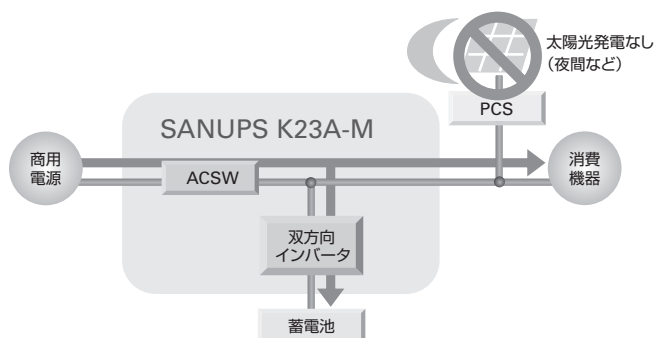 太陽光発電なし
（夜間など）
PCS
SANUPS K23A-M
商用
電源
ACSW
消費
機器
双方向
インバータ
蓄電池